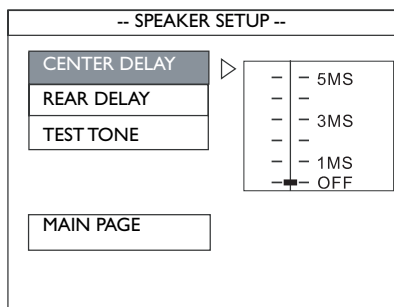 -- SPEAKER SETUP --
CENTER DELAY
REAR DELAY
TEST TONE
MAIN PAGE
5MS
3MS
1MS
OFF